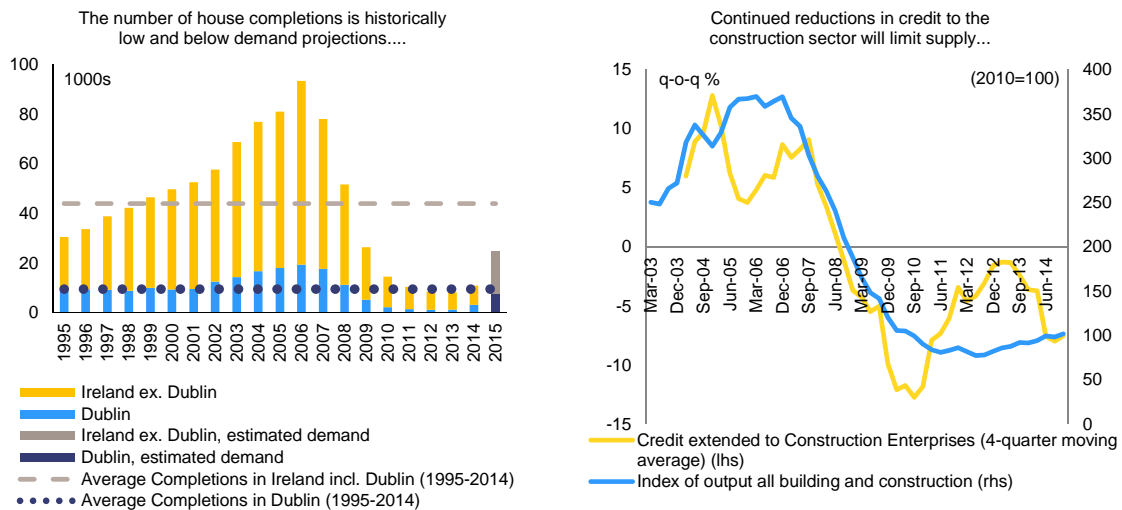 The number of house completions is historically
low and below demand projections....
1000s
100
80
60
40
20
0
1995
1996
1997
1998
1999
2000
2001
2002
2003
2004
2005
2006
2007
2008
2009
2010
2011
2012
2013
2014
2015
Ireland ex. Dublin
Dublin
Ireland ex. Dublin, estimated demand
Dublin, estimated demand
Average Completions in Ireland incl. Dublin (1995-2014)
Average Completions in Dublin (1995-2014)
Continued reductions in credit to the
construction sector will limit supply...
q-o-q %
(2010=100)
15
10
5
0
-5
-10
-15
400
350
300
250
200
150
100
50
0
Mar-03
Dec-03
Sep-04
Jun-05
Mar-06
Dec-06
Sep-07
Jun-08
Mar-09
Dec-09
Sep-10
Jun-11
Mar-12
Dec-12
Sep-13
Jun-14
Credit extended to Construction Enterprises (4-quarter moving
average) (lhs)
Index of output all building and construction (rhs)